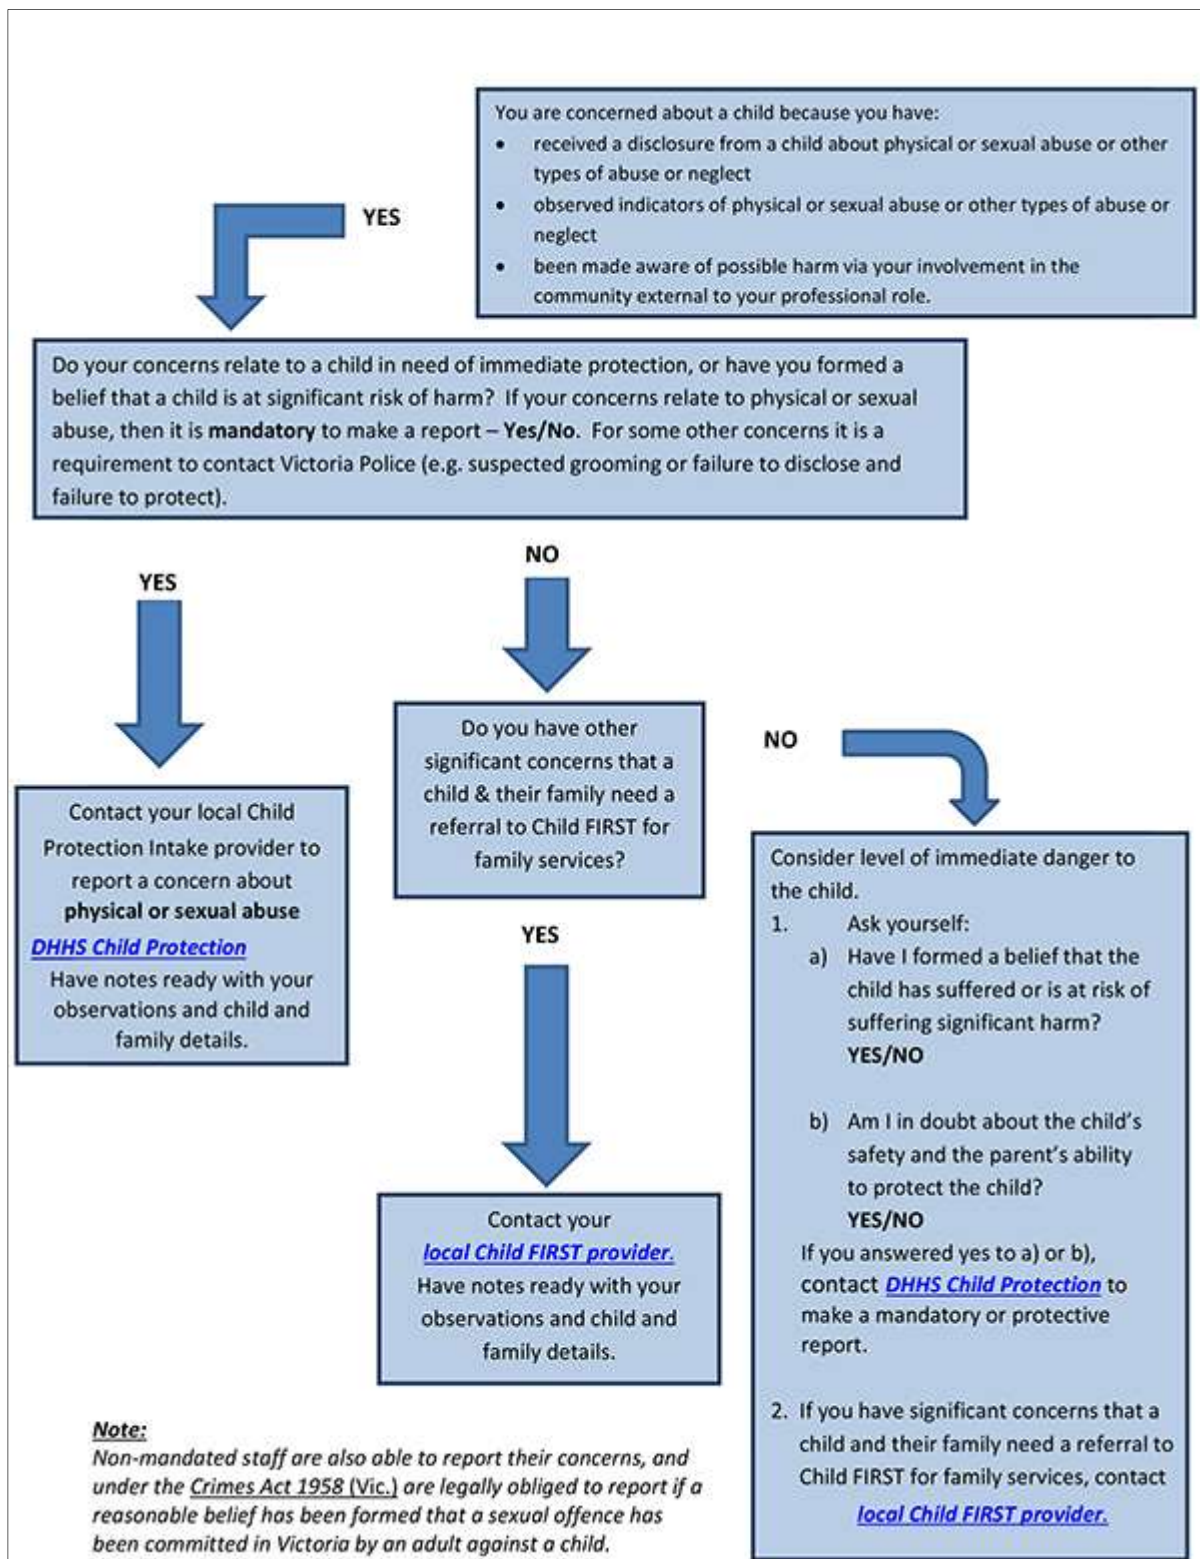 You are concerned about a child because you have:
• received a disclosure from a child about physical or sexual abuse or other
types of abuse or neglect
• observed indicators of physical or sexual abuse or other types of abuse or
neglect
• been made aware of possible harm via your involvement in the
community external to your professional role.
YES
Do your concerns relate to a child in need of immediate protection, or have you formed a
belief that a child is at significant risk of harm? If your concerns relate to physical or sexual
abuse, then it is mandatory to make a report – Yes/No. For some other concerns it is a
requirement to contact Victoria Police (e.g. suspected grooming or failure to disclose and
failure to protect).
YES
Contact your local Child
Protection Intake provider to
report a concern about
physical or sexual abuse
DHHS Child Protection
Have notes ready with your
observations and child and
family details.
NO
Do you have other
significant concerns that a
child & their family need a
referral to Child FIRST for
family services?
YES
Contact your
local Child FIRST provider.
Have notes ready with your
observations and child and
family details.
NO
Consider level of immediate danger to
the child.
1. Ask yourself:
a) Have I formed a belief that the
child has suffered or is at risk of
suffering significant harm?
YES/NO
b) Am I in doubt about the child's
safety and the parent's ability
to protect the child?
YES/NO
If you answered yes to a) or b),
contact DHHS Child Protection to
make a mandatory or protective
report.
2. If you have significant concerns that a
child and their family need a referral to
Child FIRST for family services, contact
local Child FIRST provider.
Note:
Non-mandated staff are also able to report their concerns, and
under the Crimes Act 1958 (Vic.) are legally obliged to report if a
reasonable belief has been formed that a sexual offence has
been committed in Victoria by an adult against a child.